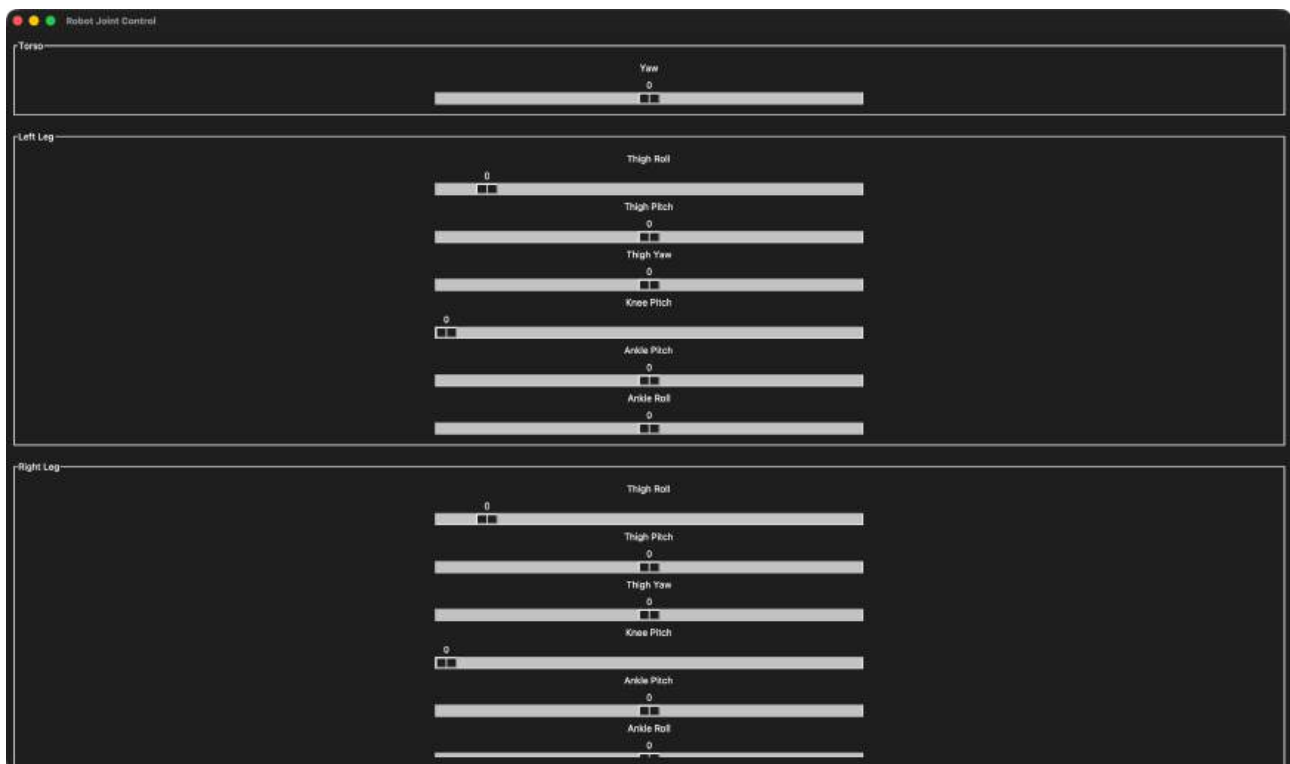 Robot Joint Control
Torso
Yaw
0
Left Leg
Thigh Roll
0
Thigh Pitch
0
Thigh Yaw
0
Knee Pitch
0
Ankle Pitch
0
Ankle Roll
0
Right Leg
Thigh Roll
0
Thigh Pitch
0
Thigh Yaw
0
Knee Pitch
0
Ankle Pitch
0
Ankle Roll
0